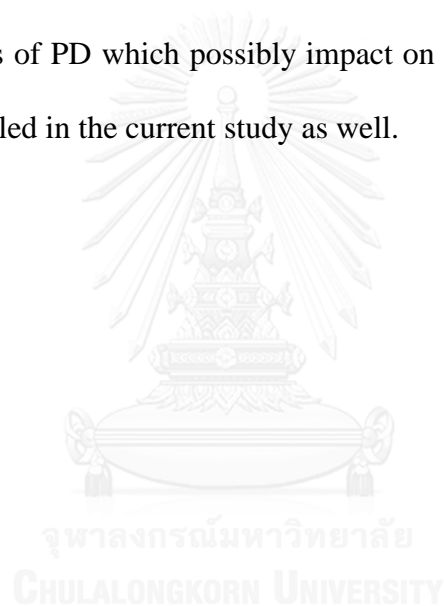 s of PD which possibly impact on
led in the current study as well.
จุฬาลงกรณ์มหาวิทยาลัย
CHULALONGKORN UNIVERSITY